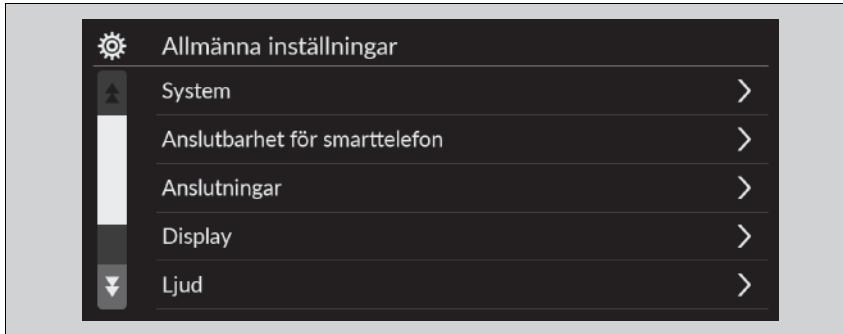 Allmänna inställningar
System
Anslutbarhet för smarttelefon
Anslutningar
Display
Ljud